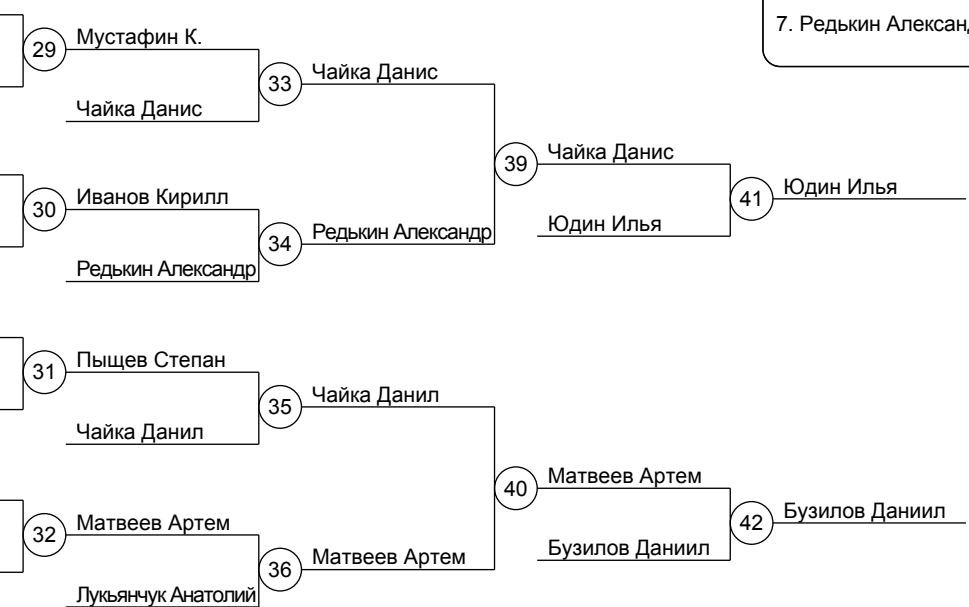 7. Редькин Александ
29 Мустафин К.
33 Чайка Данис
Чайка Данис
39 Чайка Данис
41 Юдин Илья
30 Иванов Кирилл
Юдин Илья
34 Редькин Александр
Редькин Александр
31 Пыщев Степан
35 Чайка Данил
Чайка Данил
40 Матвеев Артем
42 Бузилов Даниил
32 Матвеев Артем
Бузилов Даниил
36 Матвеев Артем
Лукьянчук Анатолий